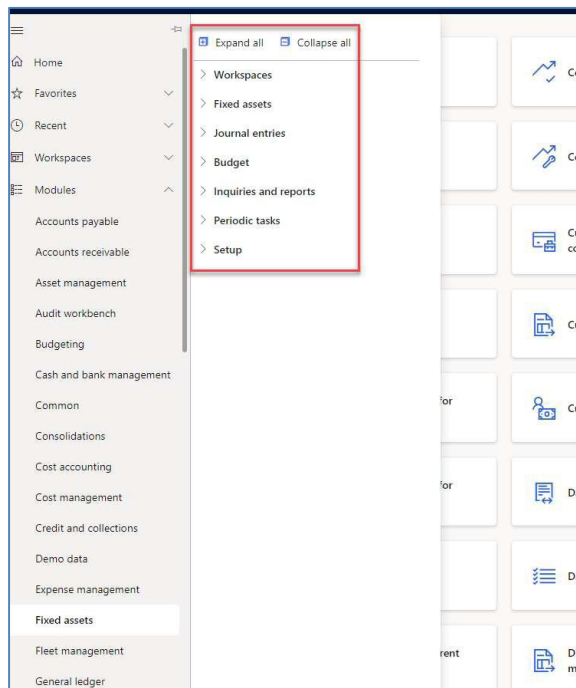 Home
Favorites
Recent
Workspaces
Modules
Accounts payable
Accounts receivable
Asset management
Audit workbench
Budgeting
Cash and bank management
Common
Consolidations
Cost accounting
Cost management
Credit and collections
Demo data
Expense management
Fixed assets
Fleet management
General ledger
Expand all Collapse all
Workspaces
Fixed assets
Journal entries
Budget
Inquiries and reports
Periodic tasks
Setup
for
for